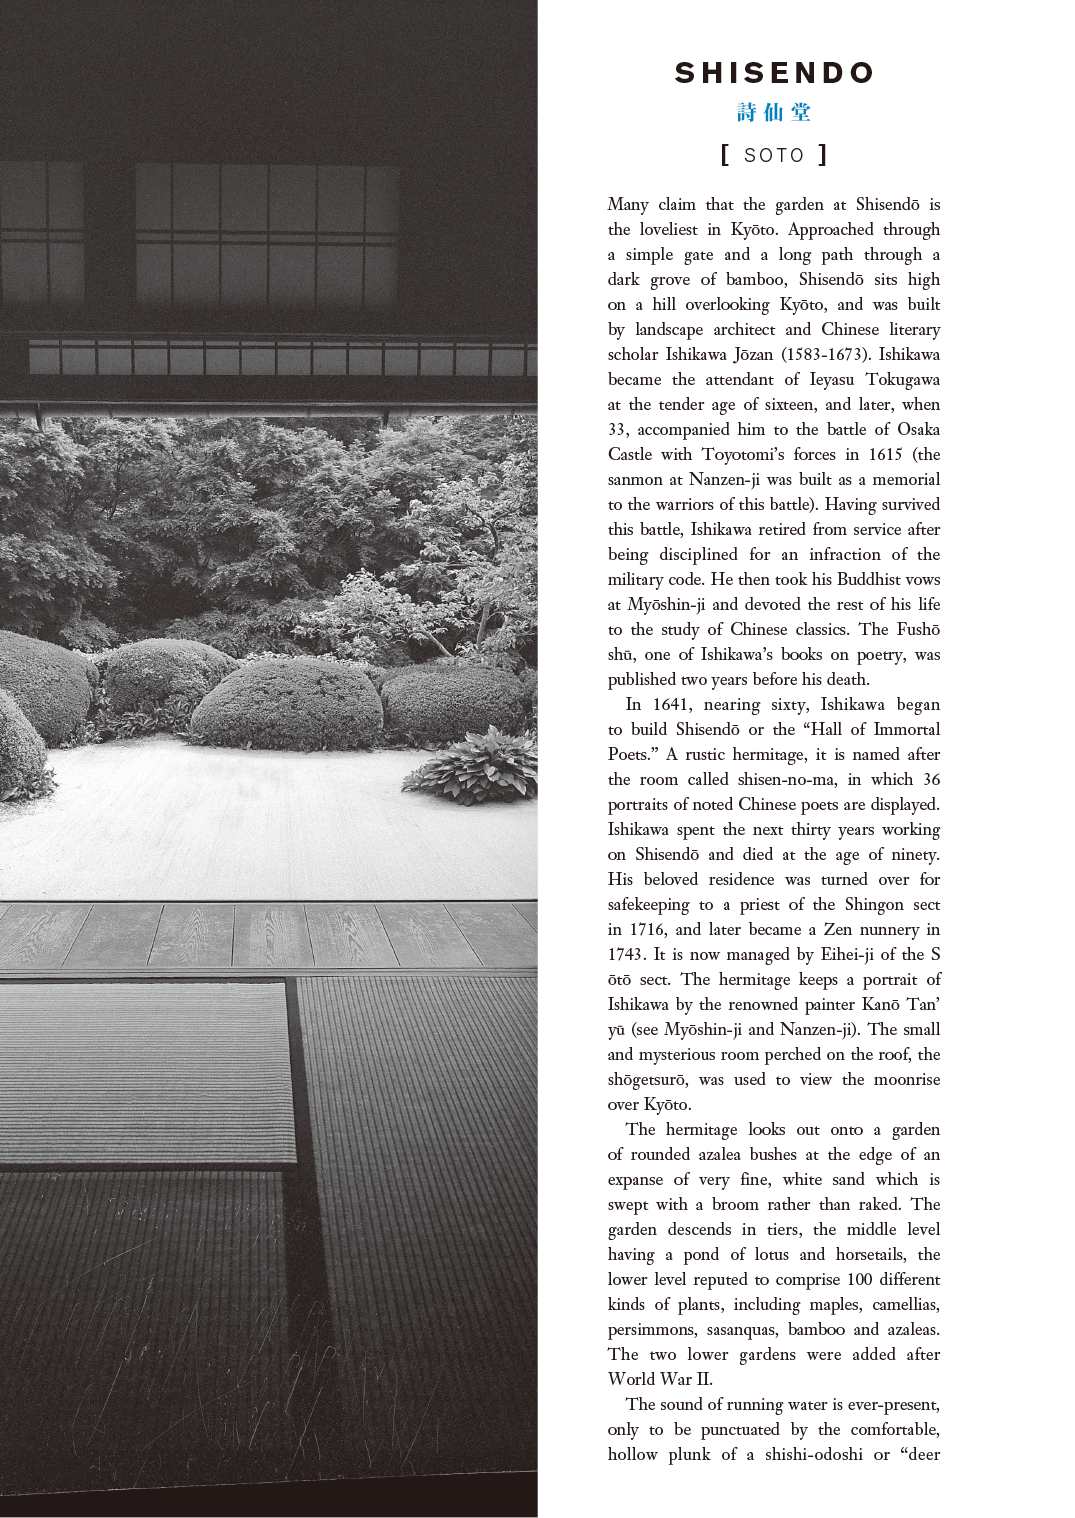 SHISENDO
詩仙堂
[ SOTO ]
Many claim that the garden at Shisendō is
the loveliest in Kyōto. Approached through
a simple gate and a long path through a
dark grove of bamboo, Shisendō sits high
on a hill overlooking Kyōto, and was built
by landscape architect and Chinese literary
scholar Ishikawa Jōzan (1583-1673). Ishikawa
became the attendant of Ieyasu Tokugawa
at the tender age of sixteen, and later, when
33, accompanied him to the battle of Osaka
Castle with Toyotomi’s forces in 1615 (the
sanmon at Nanzen-ji was built as a memorial
to the warriors of this battle). Having survived
this battle, Ishikawa retired from service after
being disciplined for an infraction of the
military code. He then took his Buddhist vows
at Myōshin-ji and devoted the rest of his life
to the study of Chinese classics. The Fushō
shū, one of Ishikawa’s books on poetry, was
published two years before his death.
In 1641, nearing sixty, Ishikawa began
to build Shisendō or the “Hall of Immortal
Poets.” A rustic hermitage, it is named after
the room called shisen-no-ma, in which 36
portraits of noted Chinese poets are displayed.
Ishikawa spent the next thirty years working
on Shisendō and died at the age of ninety.
His beloved residence was turned over for
safekeeping to a priest of the Shingon sect
in 1716, and later became a Zen nunnery in
1743. It is now managed by Eihei-ji of the S
ōtō sect. The hermitage keeps a portrait of
Ishikawa by the renowned painter Kanō Tan’
yū (see Myōshin-ji and Nanzen-ji). The small
and mysterious room perched on the roof, the
shōgetsurō, was used to view the moonrise
over Kyōto.
The hermitage looks out onto a garden
of rounded azalea bushes at the edge of an
expanse of very fine, white sand which is
swept with a broom rather than raked. The
garden descends in tiers, the middle level
having a pond of lotus and horsetails, the
lower level reputed to comprise 100 different
kinds of plants, including maples, camellias,
persimmons, sasanquas, bamboo and azaleas.
The two lower gardens were added after
World War II.
The sound of running water is ever-present,
only to be punctuated by the comfortable,
hollow plunk of a shishi-odoshi or “deer